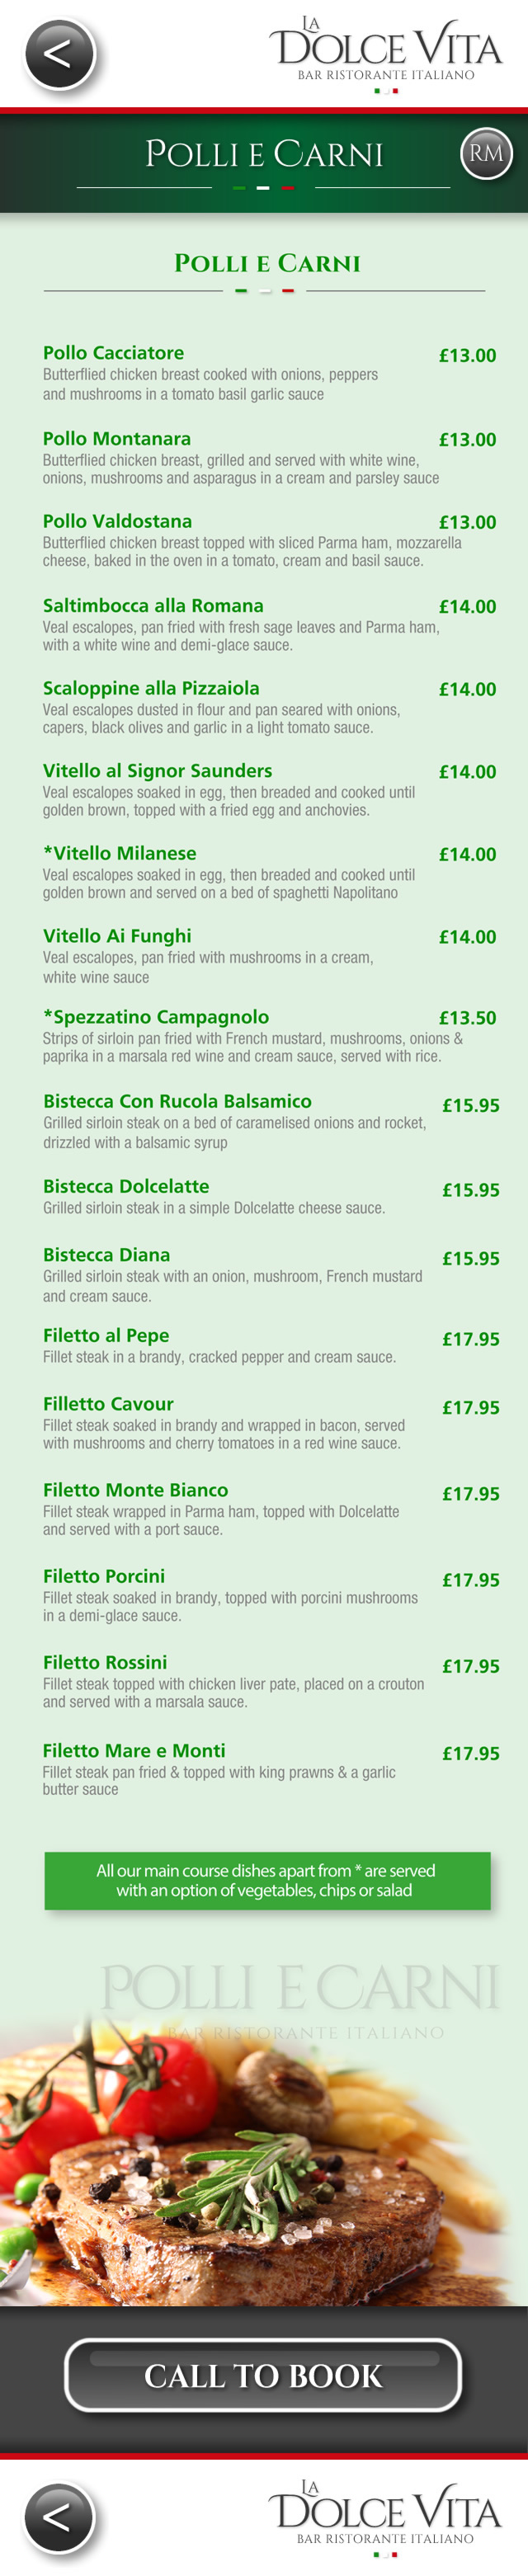 <
LA
DOLCE VITA
BAR RISTORANTE ITALIANO
POLLI E CARNI
RM
POLLI E CARNI
Pollo Cacciatore £13.00
Butterflied chicken breast cooked with onions, peppers
and mushrooms in a tomato basil garlic sauce
Pollo Montanara £13.00
Butterflied chicken breast, grilled and served with white wine,
onions, mushrooms and asparagus in a cream and parsley sauce
Pollo Valdostana £13.00
Butterflied chicken breast topped with sliced Parma ham, mozzarella
cheese, baked in the oven in a tomato, cream and basil sauce.
Saltimbocca alla Romana £14.00
Veal escalopes, pan fried with fresh sage leaves and Parma ham,
with a white wine and demi-glace sauce.
Scaloppine alla Pizzaiola £14.00
Veal escalopes dusted in flour and pan seared with onions,
capers, black olives and garlic in a light tomato sauce.
Vitello al Signor Saunders £14.00
Veal escalopes soaked in egg, then breaded and cooked until
golden brown, topped with a fried egg and anchovies.
*Vitello Milanese £14.00
Veal escalopes soaked in egg, then breaded and cooked until
golden brown and served on a bed of spaghetti Napolitano
Vitello Ai Funghi £14.00
Veal escalopes, pan fried with mushrooms in a cream,
white wine sauce
*Spezzatino Campagnolo £13.50
Strips of sirloin pan fried with French mustard, mushrooms, onions &
paprika in a marsala red wine and cream sauce, served with rice.
Bistecca Con Rucola Balsamico £15.95
Grilled sirloin steak on a bed of caramelised onions and rocket,
drizzled with a balsamic syrup
Bistecca Dolcelatte £15.95
Grilled sirloin steak in a simple Dolcelatte cheese sauce.
Bistecca Diana £15.95
Grilled sirloin steak with an onion, mushroom, French mustard
and cream sauce.
Filetto al Pepe £17.95
Fillet steak in a brandy, cracked pepper and cream sauce.
Filletto Cavour £17.95
Fillet steak soaked in brandy and wrapped in bacon, served
with mushrooms and cherry tomatoes in a red wine sauce.
Filetto Monte Bianco £17.95
Fillet steak wrapped in Parma ham, topped with Dolcelatte
and served with a port sauce.
Filetto Porcini £17.95
Fillet steak soaked in brandy, topped with porcini mushrooms
in a demi-glace sauce.
Filetto Rossini £17.95
Fillet steak topped with chicken liver pate, placed on a crouton
and served with a marsala sauce.
Filetto Mare e Monti £17.95
Fillet steak pan fried & topped with king prawns & a garlic
butter sauce
All our main course dishes apart from * are served
with an option of vegetables, chips or salad
POLLI E CARNI
BAR RISTORANTE ITALIANO
CALL TO BOOK
<
LA
DOLCE VITA
BAR RISTORANTE ITALIANO